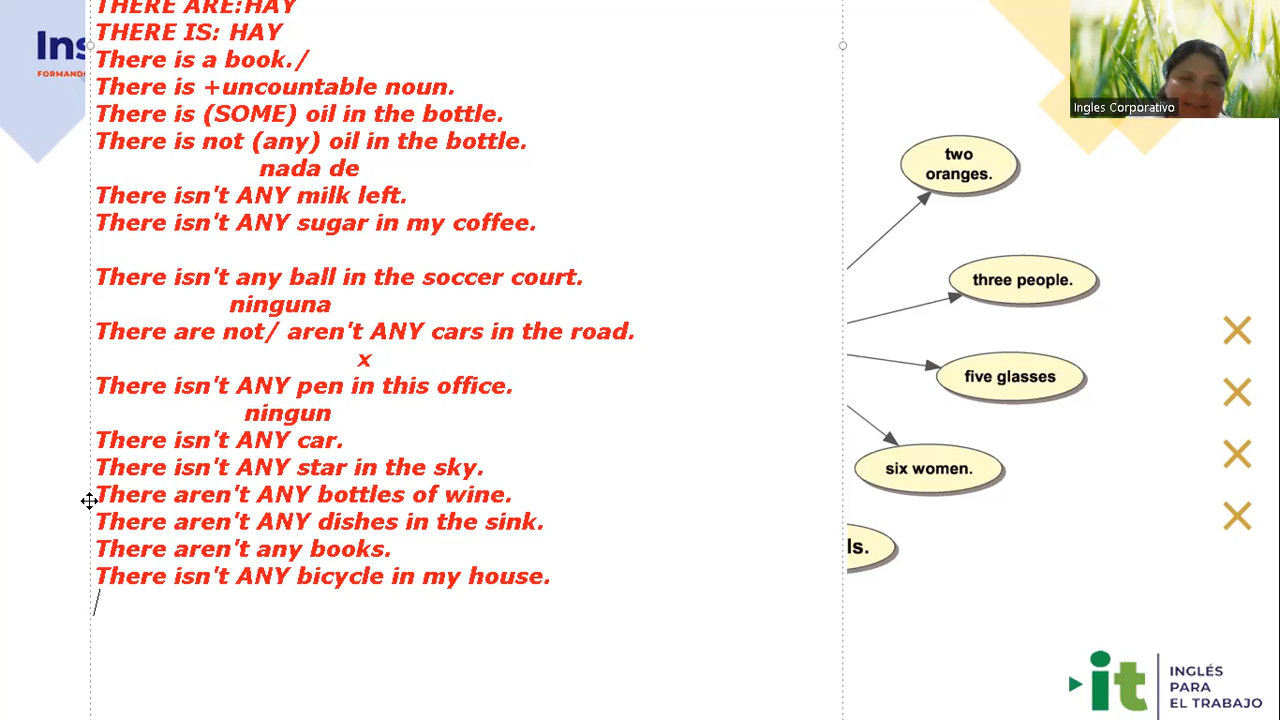 THERE ARE:HAY
THERE IS: HAY
There is a book./
There is +uncountable noun.
There is (SOME) oil in the bottle.
There is not (any) oil in the bottle.
nada de
There isn't ANY milk left.
There isn't ANY sugar in my coffee.
There isn't any ball in the soccer court.
ninguna
There are not/ aren't ANY cars in the road.
x
There isn't ANY pen in this office.
ningun
There isn't ANY car.
There isn't ANY star in the sky.
There aren't ANY bottles of wine.
There aren't ANY dishes in the sink.
There aren't any books.
There isn't ANY bicycle in my house.
Ins
FORMANDO
two
oranges.
three people.
five glasses
six women.
ls.
Ingles Corporativo
it
INGLÉS
PARA
EL TRABAJO